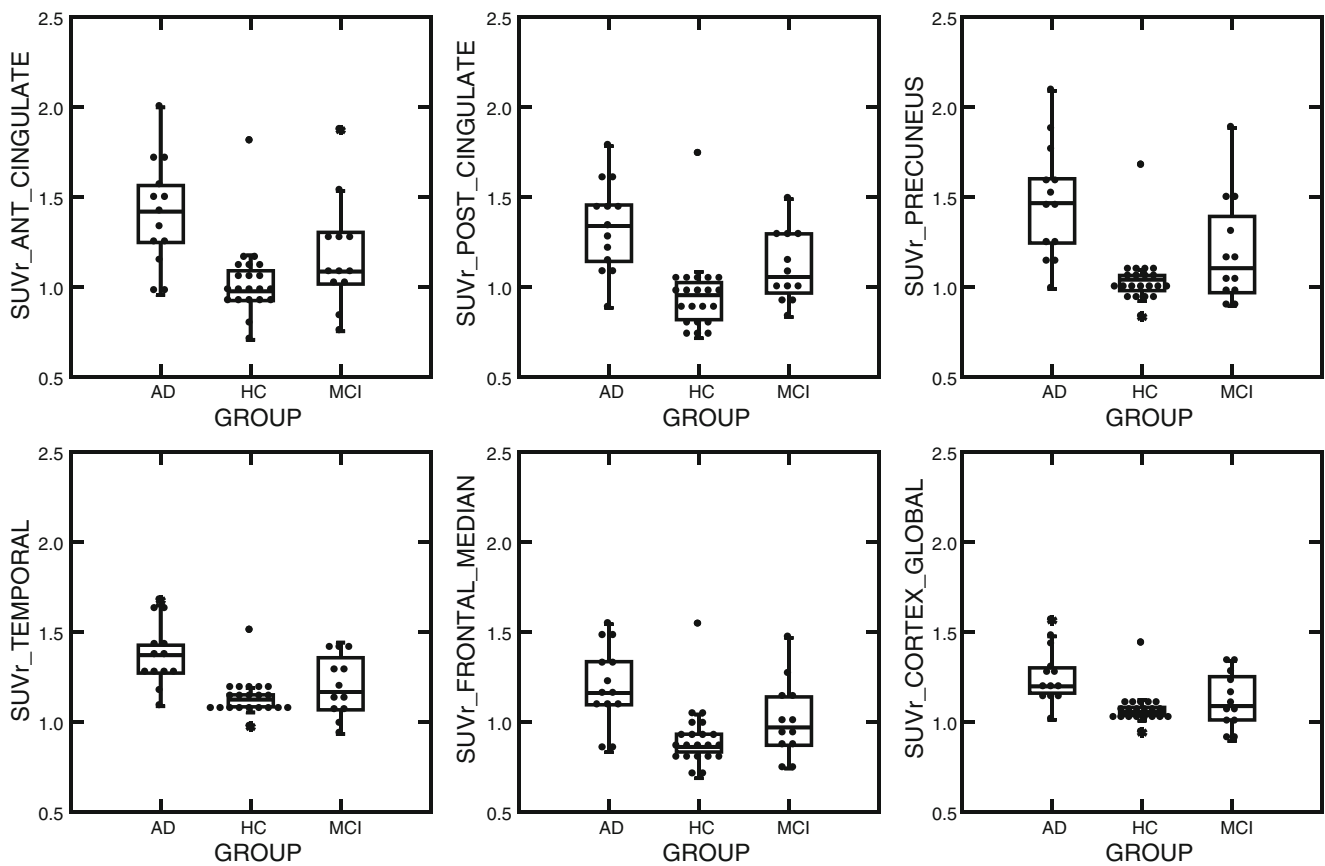 SUVr_ANT_CINGULATE
2.5
2.0
1.5
1.0
0.5
AD HC MCI
GROUP
SUVr_POST_CINGULATE
2.5
2.0
1.5
1.0
0.5
AD HC MCI
GROUP
SUVr_PRECUNEUS
2.5
2.0
1.5
1.0
0.5
AD HC MCI
GROUP
SUVr_TEMPORAL
2.5
2.0
1.5
1.0
0.5
AD HC MCI
GROUP
SUVr_FRONTAL_MEDIAN
2.5
2.0
1.5
1.0
0.5
AD HC MCI
GROUP
SUVr_CORTEX_GLOBAL
2.5
2.0
1.5
1.0
0.5
AD HC MCI
GROUP